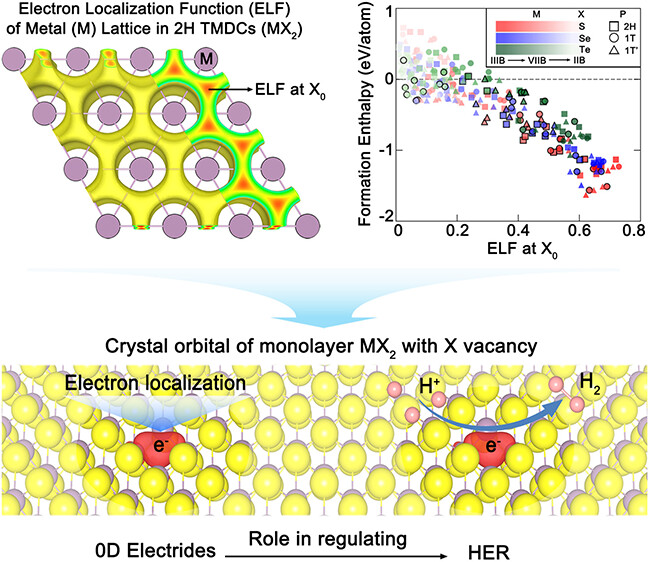 Electron Localization Function (ELF)
of Metal (M) Lattice in 2H TMDCs (MX₂)
M
ELF at X₀
Formation Enthalpy (eV/atom)
1
0
-1
-2
0
0.2
0.4
0.6
0.8
ELF at X₀
M X P
S 2H
Se 1T
Te 1T'
IIIB → VIIB → IIB
Crystal orbital of monolayer MX₂ with X vacancy
Electron localization
H⁺
H₂
e⁻
e⁻
0D Electrides
Role in regulating
HER